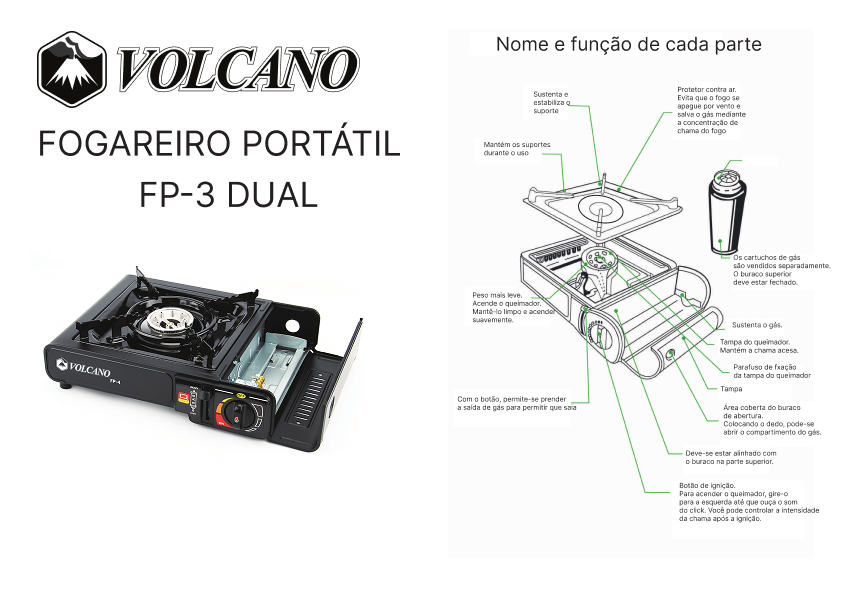 VOLCANO
FOGAREIRO PORTÁTIL
FP-3 DUAL
VOLCANO
FP-4
Nome e função de cada parte
Sustenta e
estabiliza o
suporte
Protetor contra ar.
Evita que o fogo se
apague por vento e
salva o gás mediante
a concentração de
chama do fogo
Mantém os suportes
durante o uso
Os cartuchos de gás
são vendidos separadamente.
O buraco superior
deve estar fechado.
Peso mais leve.
Acende o queimador.
Mantê-lo limpo e acender
suavemente.
Sustenta o gás.
Tampa do queimador.
Mantém a chama acesa.
Parafuso de fxação
da tampa do queimador
Tampa
Com o botão, permite-se prender
a saída de gás para permitir que saia
Área coberta do buraco
de abertura.
Colocando o dedo, pode-se
abrir o compartimento do gás.
Deve-se estar alinhado com
o buraco na parte superior.
Botão de ignição.
Para acender o queimador, gire-o
para a esquerda até que ouça o som
do click. Você pode controlar a intensidade
da chama após a ignição.